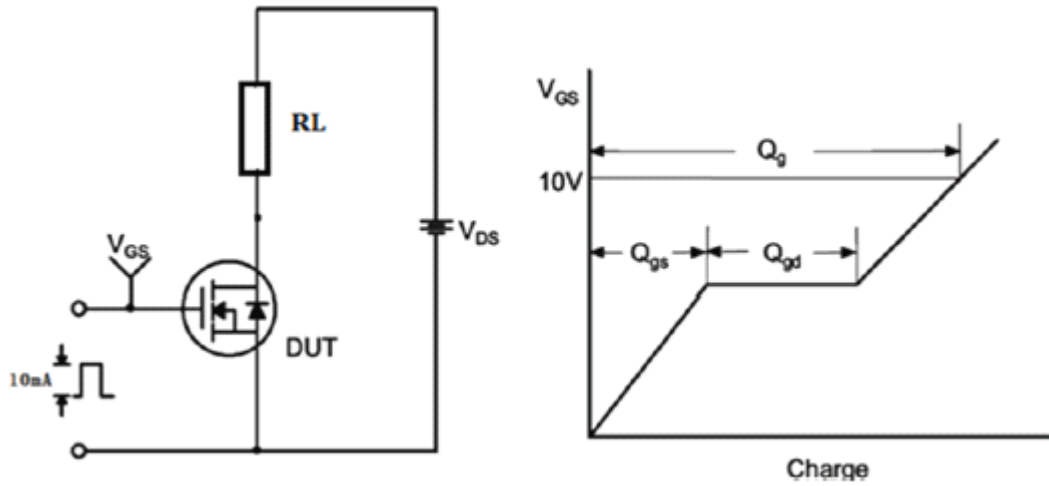 RL
VDS
VGS
DUT
10mA
VGS
Qg
10V
Qgs
Qgd
Charge